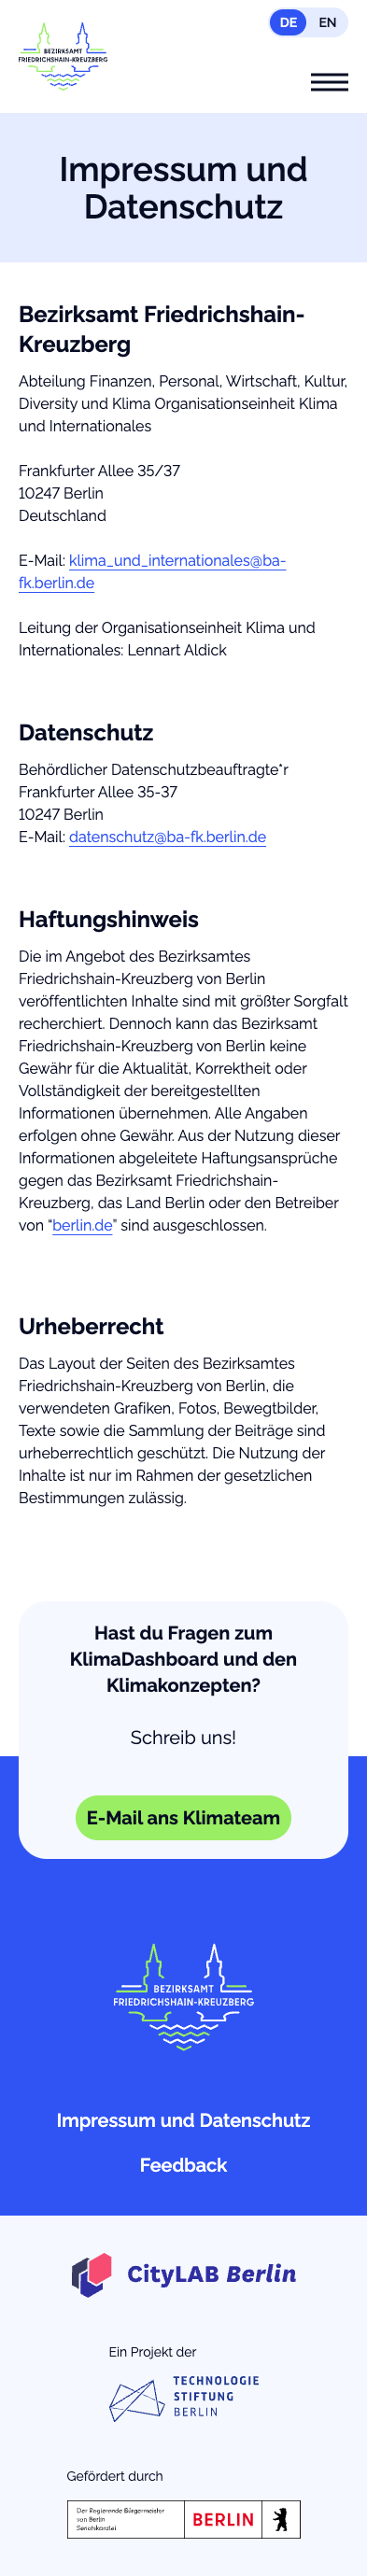 DE EN
BEZIRKSAMT
FRIEDRICHSHAIN-KREUZBERG
Impressum und
Datenschutz
Bezirksamt Friedrichshain-
Kreuzberg
Abteilung Finanzen, Personal, Wirtschaft, Kultur,
Diversity und Klima Organisationseinheit Klima
und Internationales
Frankfurter Allee 35/37
10247 Berlin
Deutschland
E-Mail: klima_und_internationales@ba-
fk.berlin.de
Leitung der Organisationseinheit Klima und
Internationales: Lennart Aldick
Datenschutz
Behördlicher Datenschutzbeauftragte*r
Frankfurter Allee 35-37
10247 Berlin
E-Mail: datenschutz@ba-fk.berlin.de
Haftungshinweis
Die im Angebot des Bezirksamtes
Friedrichshain-Kreuzberg von Berlin
veröffentlichten Inhalte sind mit größter Sorgfalt
recherchiert. Dennoch kann das Bezirksamt
Friedrichshain-Kreuzberg von Berlin keine
Gewähr für die Aktualität, Korrektheit oder
Vollständigkeit der bereitgestellten
Informationen übernehmen. Alle Angaben
erfolgen ohne Gewähr. Aus der Nutzung dieser
Informationen abgeleitete Haftungsansprüche
gegen das Bezirksamt Friedrichshain-
Kreuzberg, das Land Berlin oder den Betreiber
von “berlin.de” sind ausgeschlossen.
Urheberrecht
Das Layout der Seiten des Bezirksamtes
Friedrichshain-Kreuzberg von Berlin, die
verwendeten Grafiken, Fotos, Bewegtbilder,
Texte sowie die Sammlung der Beiträge sind
urheberrechtlich geschützt. Die Nutzung der
Inhalte ist nur im Rahmen der gesetzlichen
Bestimmungen zulässig.
Hast du Fragen zum
KlimaDashboard und den
Klimakonzepten?
Schreib uns!
E-Mail ans Klimateam
BEZIRKSAMT
FRIEDRICHSHAIN-KREUZBERG
Impressum und Datenschutz
Feedback
CityLAB Berlin
Ein Projekt der
TECHNOLOGIE
STIFTUNG
BERLIN
Gefördert durch
Der Regierende Bürgermeister
von Berlin
Senatskanzlei
BERLIN